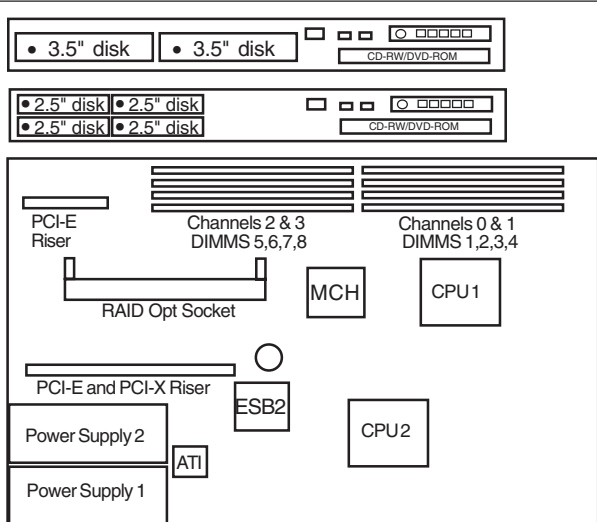 • 3.5" disk • 3.5" disk
CD-RW/DVD-ROM
• 2.5" disk • 2.5" disk
• 2.5" disk • 2.5" disk
CD-RW/DVD-ROM
PCI-E
Riser
Channels 2 & 3
DIMMS 5,6,7,8
Channels 0 & 1
DIMMS 1,2,3,4
RAID Opt Socket
MCH
CPU1
PCI-E and PCI-X Riser
ESB2
CPU2
Power Supply 2
ATI
Power Supply 1